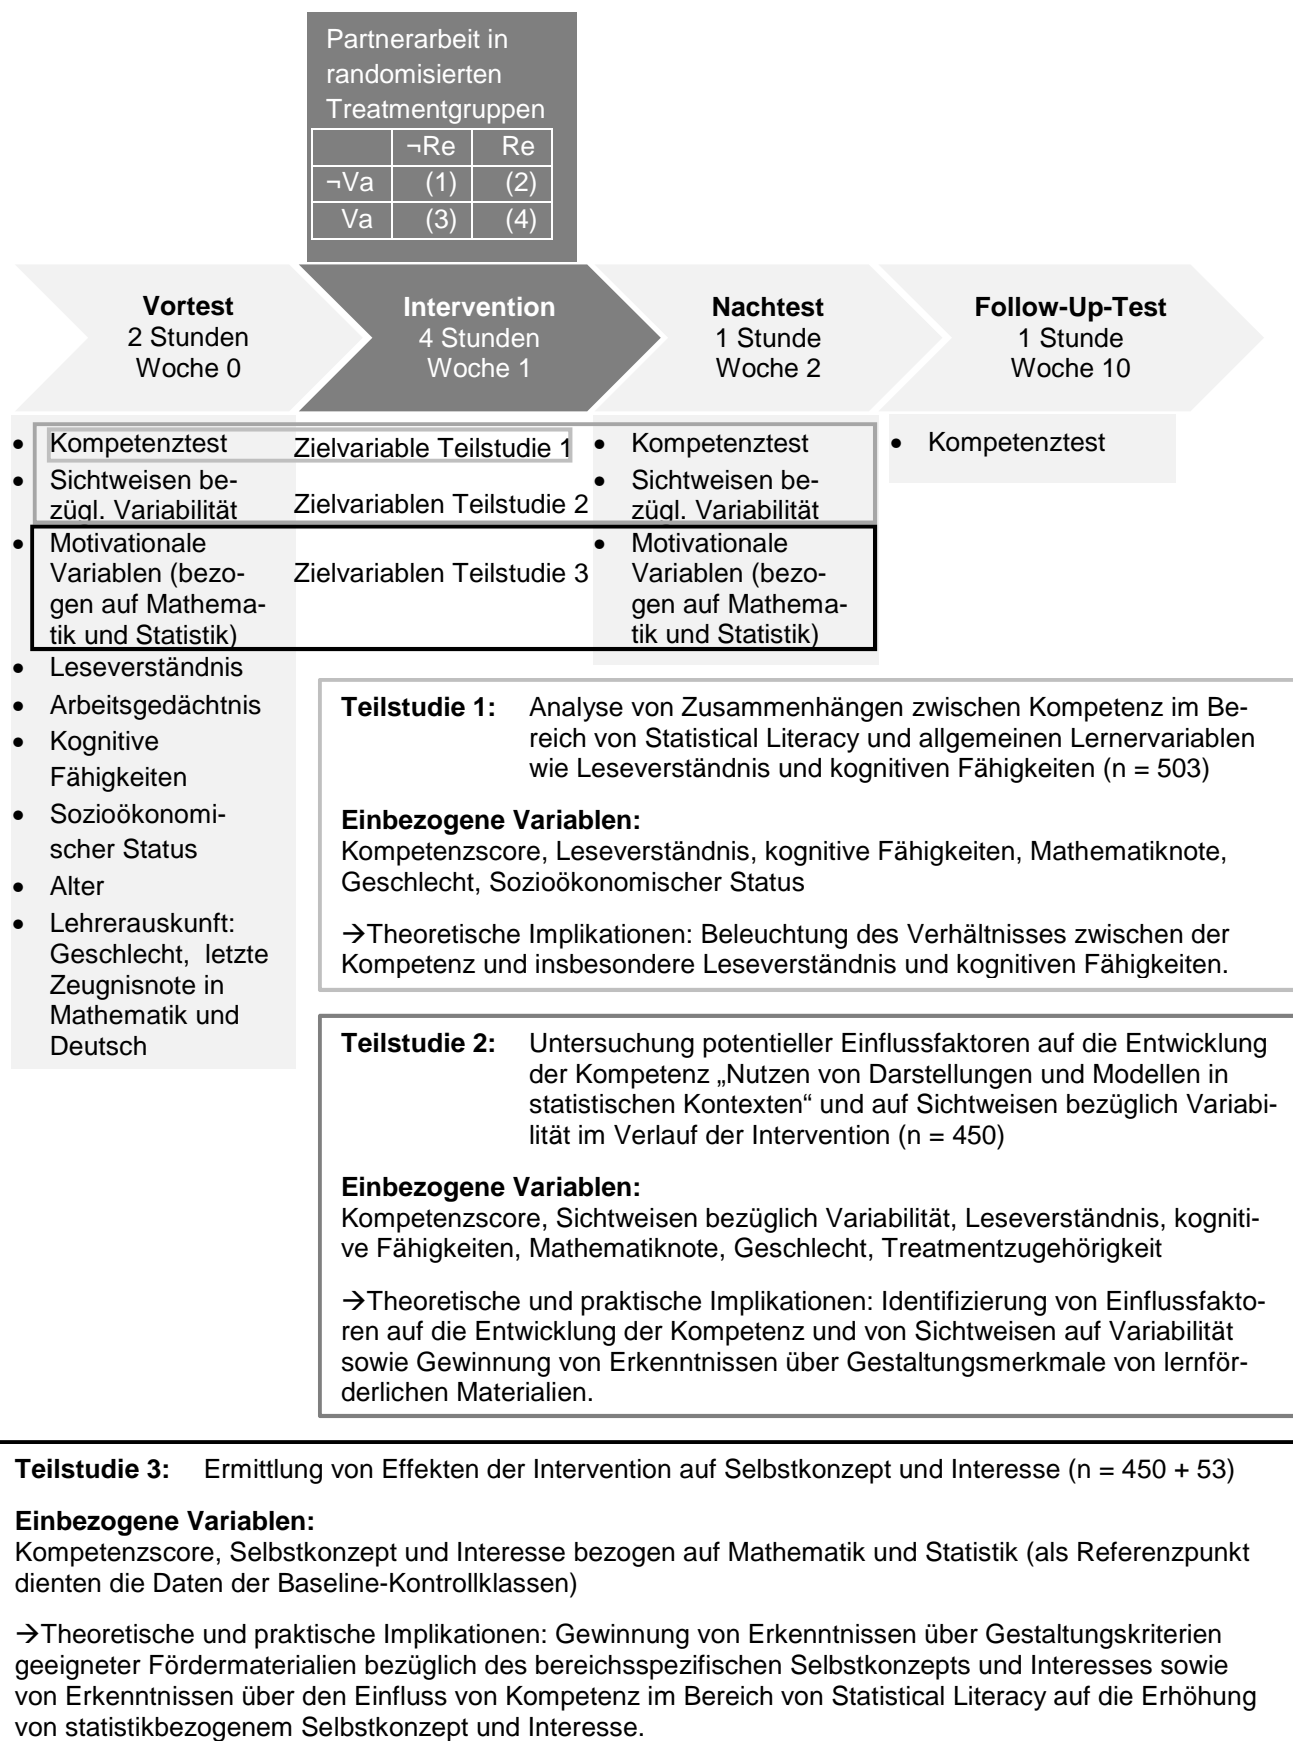 Partnerarbeit in
randomisierten
Treatmentgruppen
¬Re Re
¬Va (1) (2)
Va (3) (4)
Vortest
2 Stunden
Woche 0
Intervention
4 Stunden
Woche 1
Nachtest
1 Stunde
Woche 2
Follow-Up-Test
1 Stunde
Woche 10
• Kompetenztest
• Sichtweisen be-
zügl. Variabilität
• Motivationale
Variablen (bezo-
gen auf Mathema-
tik und Statistik)
• Leseverständnis
• Arbeitsgedächtnis
• Kognitive
Fähigkeiten
• Sozioökonomi-
scher Status
• Alter
• Lehrerauskunft:
Geschlecht, letzte
Zeugnisnote in
Mathematik und
Deutsch
Zielvariable Teilstudie 1
Zielvariablen Teilstudie 2
Zielvariablen Teilstudie 3
• Kompetenztest
• Sichtweisen be-
zügl. Variabilität
• Motivationale
Variablen (bezo-
gen auf Mathema-
tik und Statistik)
• Kompetenztest
Teilstudie 1: Analyse von Zusammenhängen zwischen Kompetenz im Be-
reich von Statistical Literacy und allgemeinen Lernervariablen
wie Leseverständnis und kognitiven Fähigkeiten (n = 503)
Einbezogene Variablen:
Kompetenzscore, Leseverständnis, kognitive Fähigkeiten, Mathematiknote,
Geschlecht, Sozioökonomischer Status
→Theoretische Implikationen: Beleuchtung des Verhältnisses zwischen der
Kompetenz und insbesondere Leseverständnis und kognitiven Fähigkeiten.
Teilstudie 2: Untersuchung potentieller Einflussfaktoren auf die Entwicklung
der Kompetenz „Nutzen von Darstellungen und Modellen in
statistischen Kontexten“ und auf Sichtweisen bezüglich Variabi-
lität im Verlauf der Intervention (n = 450)
Einbezogene Variablen:
Kompetenzscore, Sichtweisen bezüglich Variabilität, Leseverständnis, kogniti-
ve Fähigkeiten, Mathematiknote, Geschlecht, Treatmentzugehörigkeit
→Theoretische und praktische Implikationen: Identifizierung von Einflussfakto-
ren auf die Entwicklung der Kompetenz und von Sichtweisen auf Variabilität
sowie Gewinnung von Erkenntnissen über Gestaltungsmerkmale von lernför-
derlichen Materialien.
Teilstudie 3: Ermittlung von Effekten der Intervention auf Selbstkonzept und Interesse (n = 450 + 53)
Einbezogene Variablen:
Kompetenzscore, Selbstkonzept und Interesse bezogen auf Mathematik und Statistik (als Referenzpunkt
dienten die Daten der Baseline-Kontrollklassen)
→Theoretische und praktische Implikationen: Gewinnung von Erkenntnissen über Gestaltungskriterien
geeigneter Fördermaterialien bezüglich des bereichsspezifischen Selbstkonzepts und Interesses sowie
von Erkenntnissen über den Einfluss von Kompetenz im Bereich von Statistical Literacy auf die Erhöhung
von statistikbezogenem Selbstkonzept und Interesse.